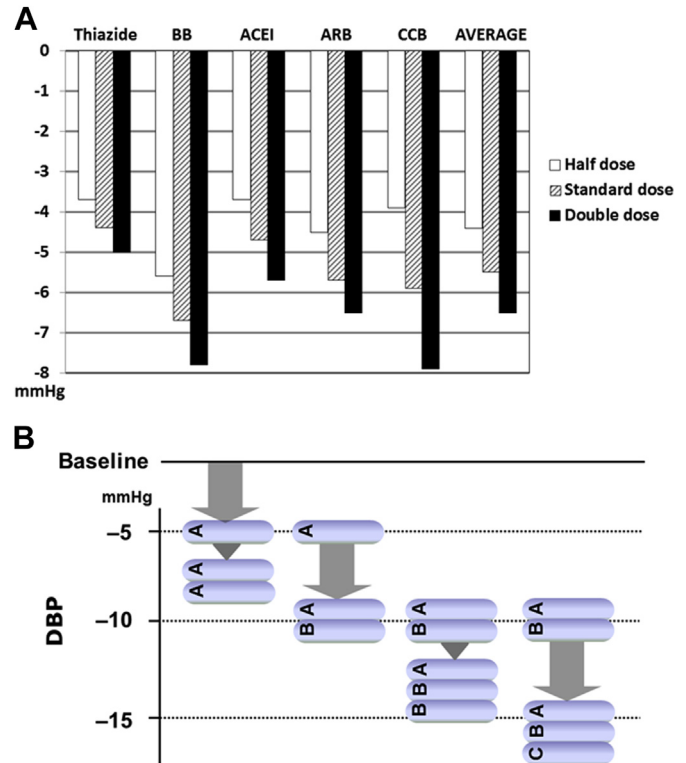 A
Thiazide BB ACEI ARB CCB AVERAGE
0
-1
-2
-3
-4
-5
-6
-7
-8
mmHg
Half dose
Standard dose
Double dose
B
Baseline
mmHg
DBP
–5
–10
–15
A
A
A
A
B A
B A
B A
A
B
B
A
B
C